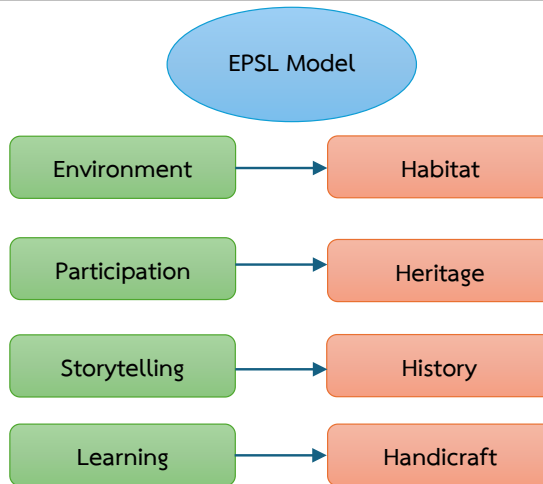 EPSL Model
Environment
Habitat
Participation
Heritage
Storytelling
History
Learning
Handicraft